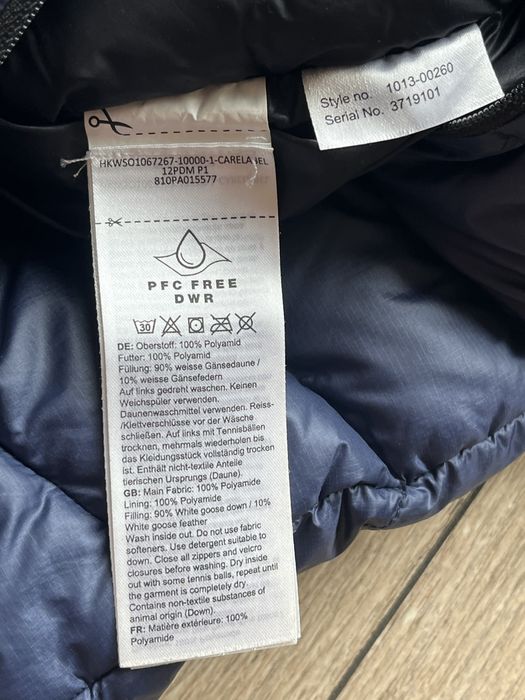 Style no. 1013-00260
Serial No. 3719101
HKWSO1067267-10000-1-CARELABEL
12PDM P1
810PA015577
PFC FREE
DWR
30
DE: Oberstoff: 100% Polyamid
Futter: 100% Polyamid
Füllung: 90% weisse Gänsedaune /
10% weisse Gänsefedern
Auf links gedreht waschen. Keinen
Weichspüler verwenden.
Daunenwaschmittel verwenden. Reiss-
/Klettverschlüsse vor der Wäsche
schließen. Auf links mit Tennisbällen
trocknen, mehrmals wiederholen bis
das Kleidungsstück vollständig trocken
ist. Enthält nicht-textile Anteile
tierischen Ursprungs (Daune).
GB: Main Fabric: 100% Polyamide
Lining: 100% Polyamide
Filling: 90% White goose down / 10%
White goose feather
Wash inside out. Do not use fabric
softeners. Use detergent suitable to
down. Close all zippers and velcro
closures before washing. Dry inside
out with some tennis balls, repeat until
the garment is completely dry.
Contains non-textile substances of
animal origin (Down).
FR: Matière extérieure: 100%
Polyamide